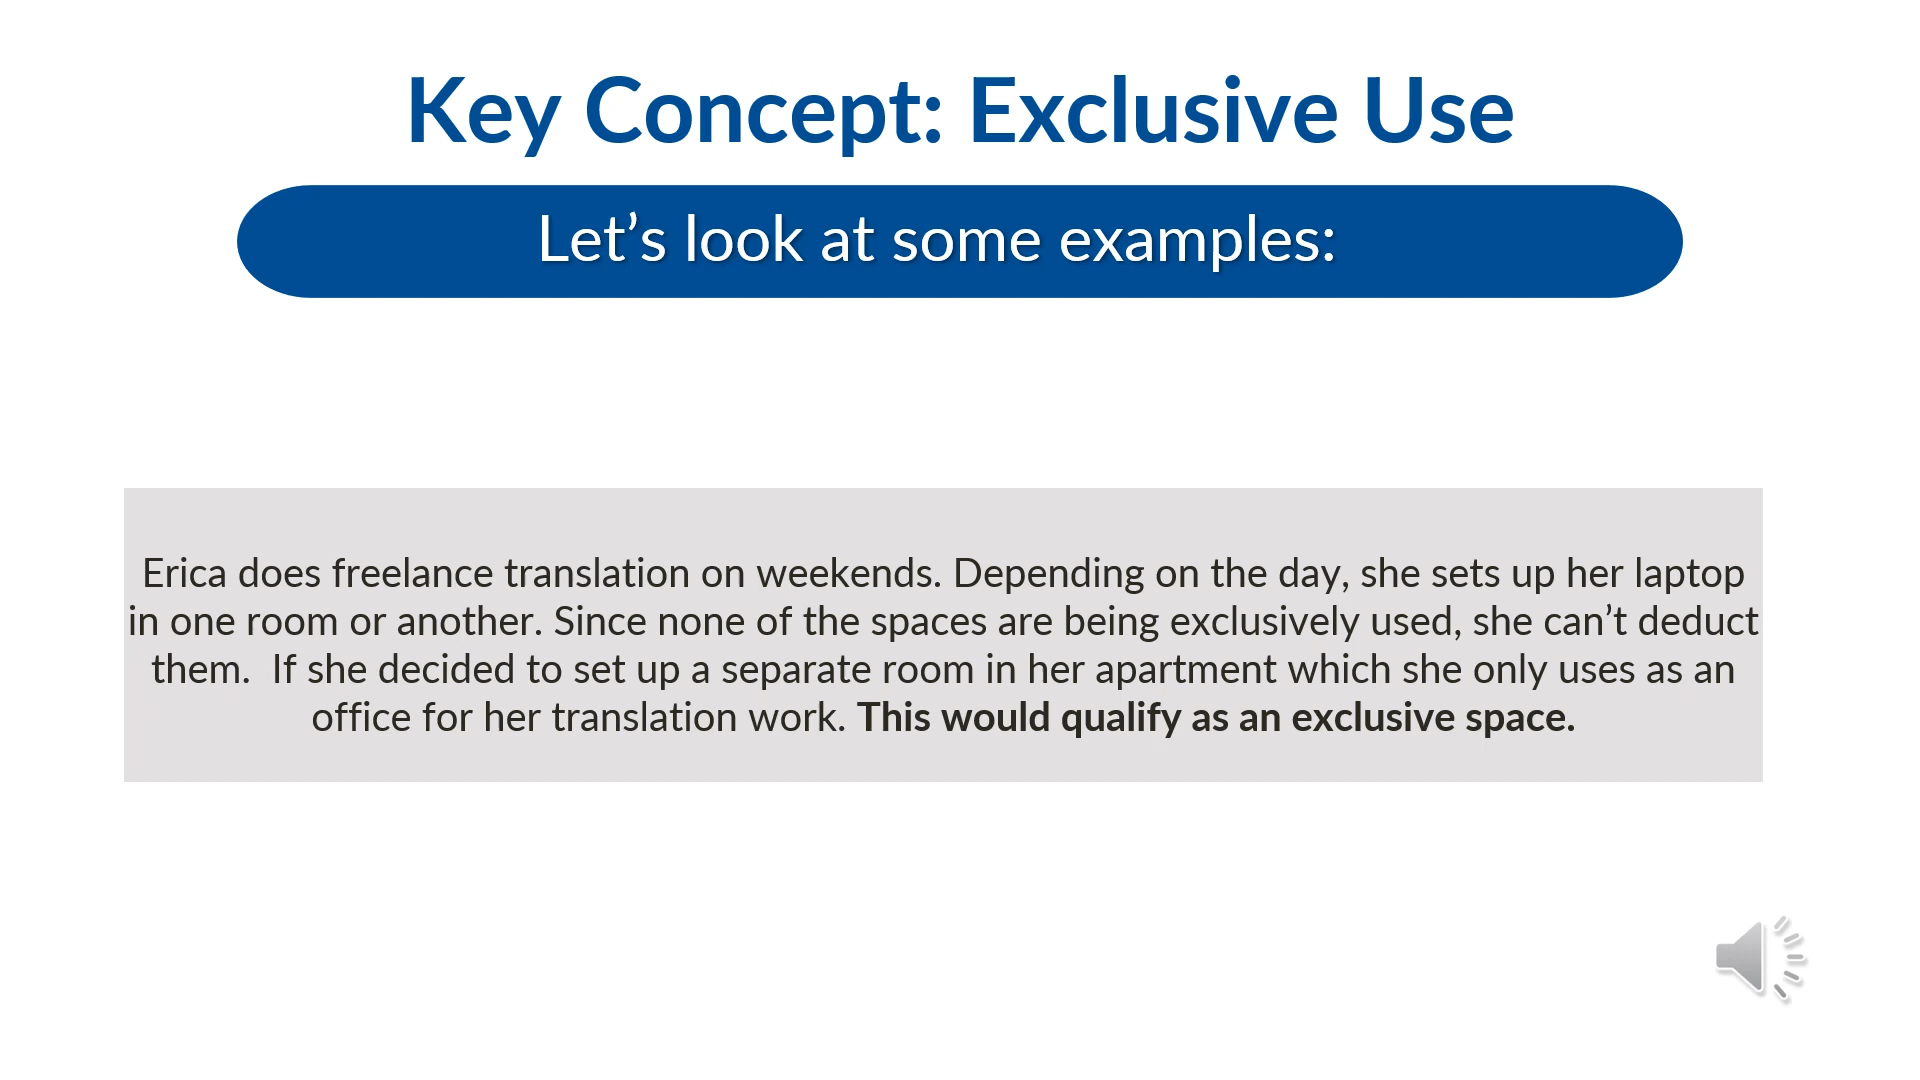 Key Concept: Exclusive Use
Let’s look at some examples:
Erica does freelance translation on weekends. Depending on the day, she sets up her laptop
in one room or another. Since none of the spaces are being exclusively used, she can’t deduct
them.  If she decided to set up a separate room in her apartment which she only uses as an
office for her translation work. This would qualify as an exclusive space.